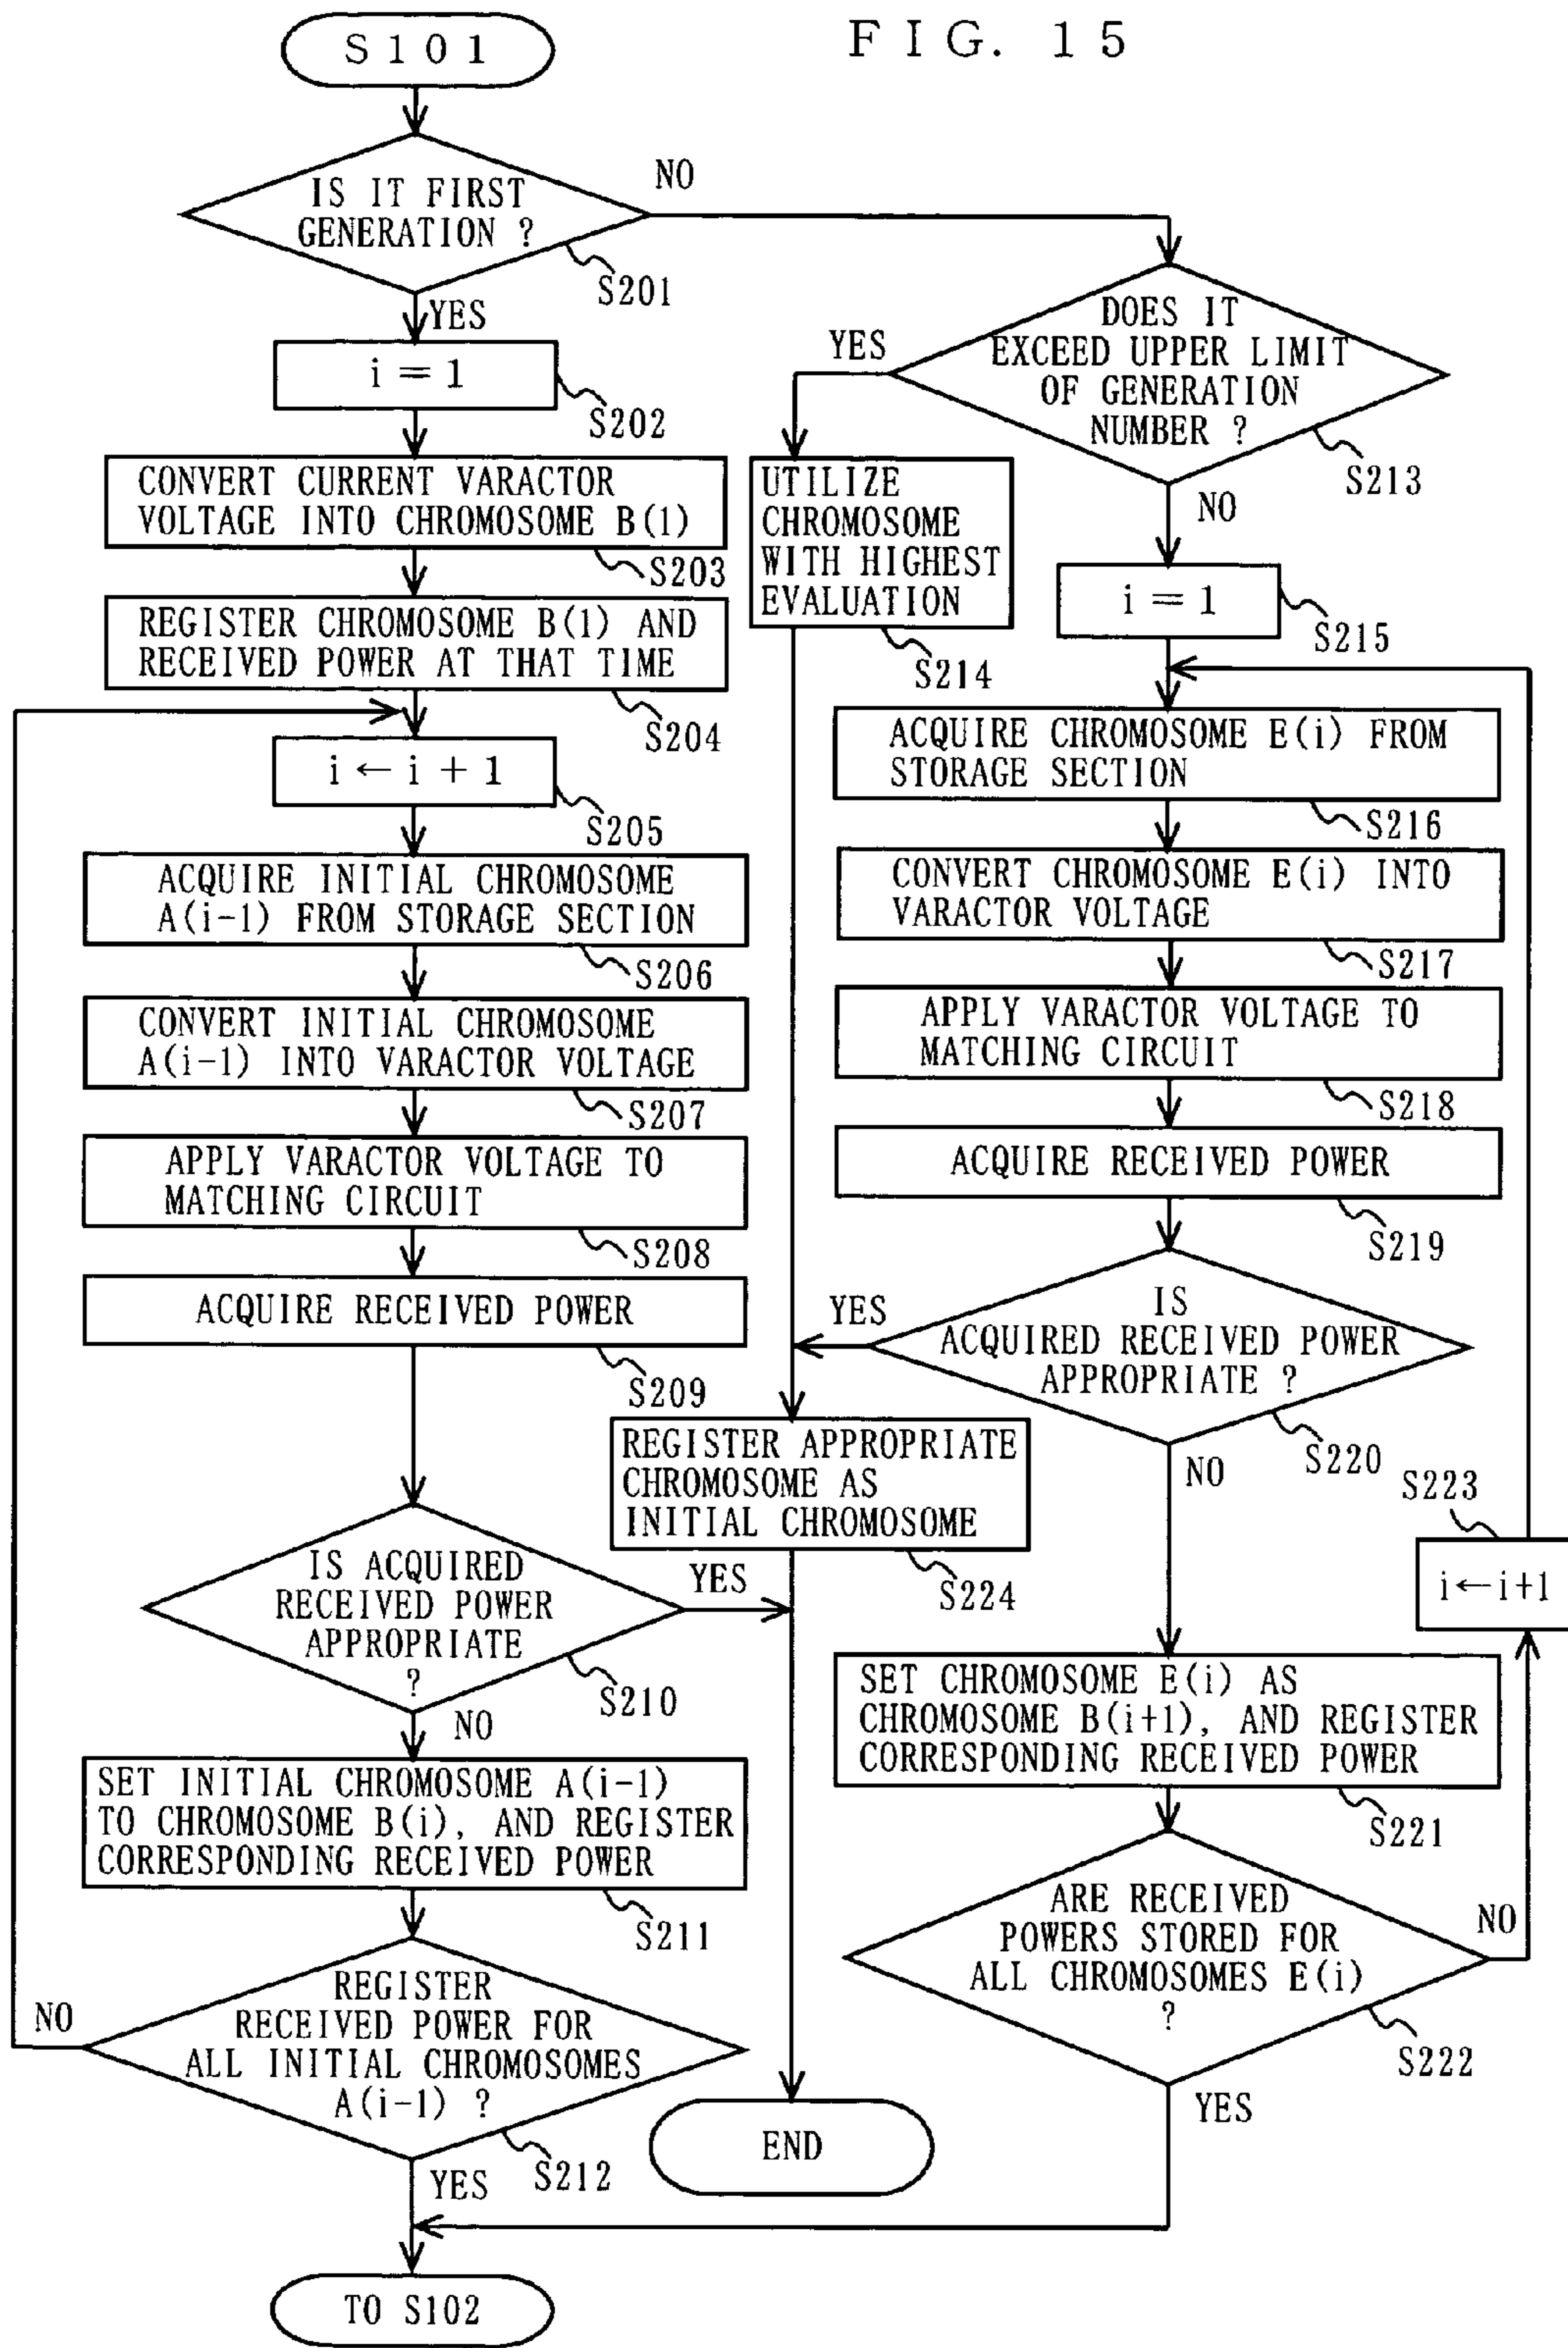 FIG. 15
S101
IS IT FIRST
GENERATION ?
NO
S201
YES
i = 1
S202
CONVERT CURRENT VARACTOR
VOLTAGE INTO CHROMOSOME B(1)
S203
REGISTER CHROMOSOME B(1) AND
RECEIVED POWER AT THAT TIME
S204
i ← i + 1
S205
ACQUIRE INITIAL CHROMOSOME
A(i-1) FROM STORAGE SECTION
S206
CONVERT INITIAL CHROMOSOME
A(i-1) INTO VARACTOR VOLTAGE
S207
APPLY VARACTOR VOLTAGE TO
MATCHING CIRCUIT
S208
ACQUIRE RECEIVED POWER
S209
IS ACQUIRED
RECEIVED POWER
APPROPRIATE
?
YES
S210
NO
SET INITIAL CHROMOSOME A(i-1)
TO CHROMOSOME B(i), AND REGISTER
CORRESPONDING RECEIVED POWER
S211
REGISTER
RECEIVED POWER FOR
ALL INITIAL CHROMOSOMES
A(i-1) ?
NO
S212
YES
TO S102
DOES IT
EXCEED UPPER LIMIT
OF GENERATION
NUMBER ?
YES
S213
NO
UTILIZE
CHROMOSOME
WITH HIGHEST
EVALUATION
S214
i = 1
S215
ACQUIRE CHROMOSOME E(i) FROM
STORAGE SECTION
S216
CONVERT CHROMOSOME E(i) INTO
VARACTOR VOLTAGE
S217
APPLY VARACTOR VOLTAGE TO
MATCHING CIRCUIT
S218
ACQUIRE RECEIVED POWER
S219
IS
ACQUIRED RECEIVED POWER
APPROPRIATE ?
YES
S220
NO
REGISTER APPROPRIATE
CHROMOSOME AS
INITIAL CHROMOSOME
S224
SET CHROMOSOME E(i) AS
CHROMOSOME B(i+1), AND REGISTER
CORRESPONDING RECEIVED POWER
S221
ARE RECEIVED
POWERS STORED FOR
ALL CHROMOSOMES E(i)
?
NO
S222
YES
S223
i←i+1
END